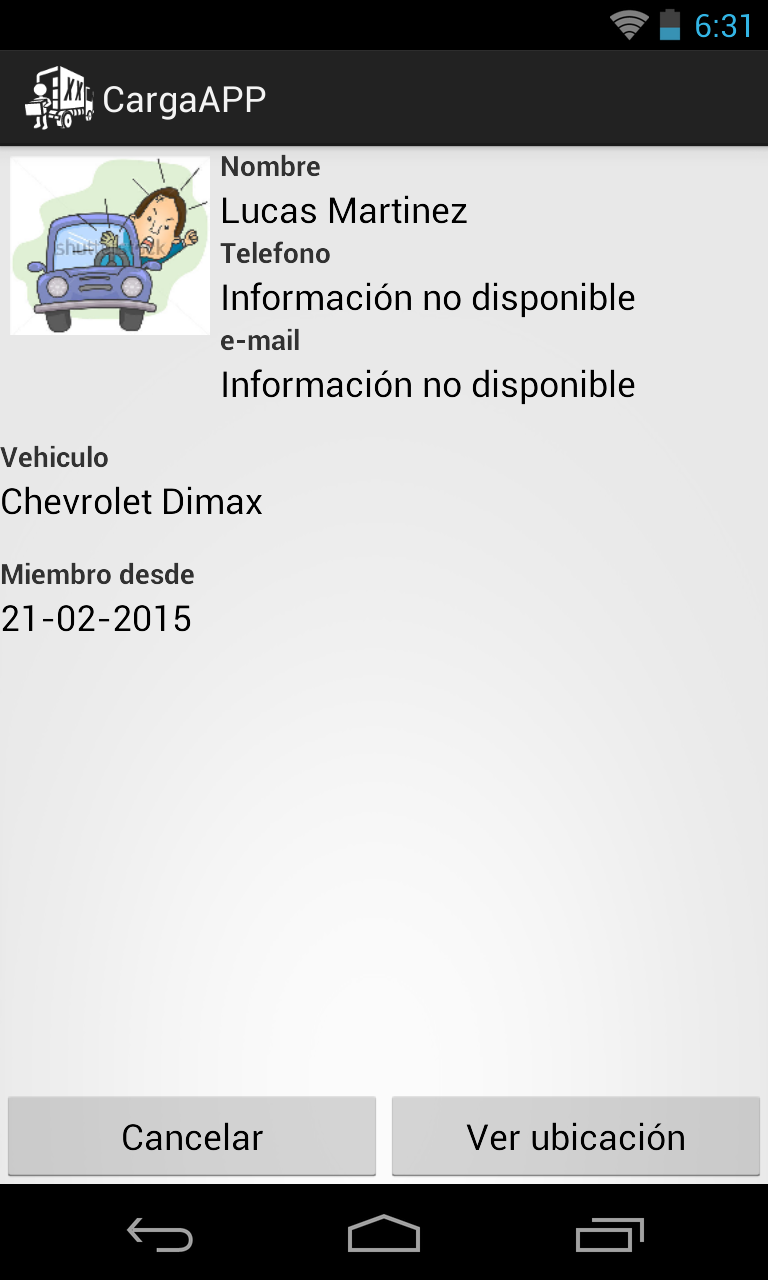 6:31
XX
CargaAPP
Nombre
Lucas Martinez
Telefono
Información no disponible
e-mail
Información no disponible
Vehiculo
Chevrolet Dimax
Miembro desde
21-02-2015
Cancelar
Ver ubicación